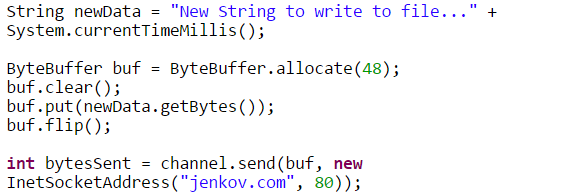 String newData = "New String to write to file..." +
System.currentTimeMillis();
ByteBuffer buf = ByteBuffer.allocate(48);
buf.clear();
buf.put(newData.getBytes());
buf.flip();
int bytesSent = channel.send(buf, new
InetSocketAddress("jenkov.com", 80));